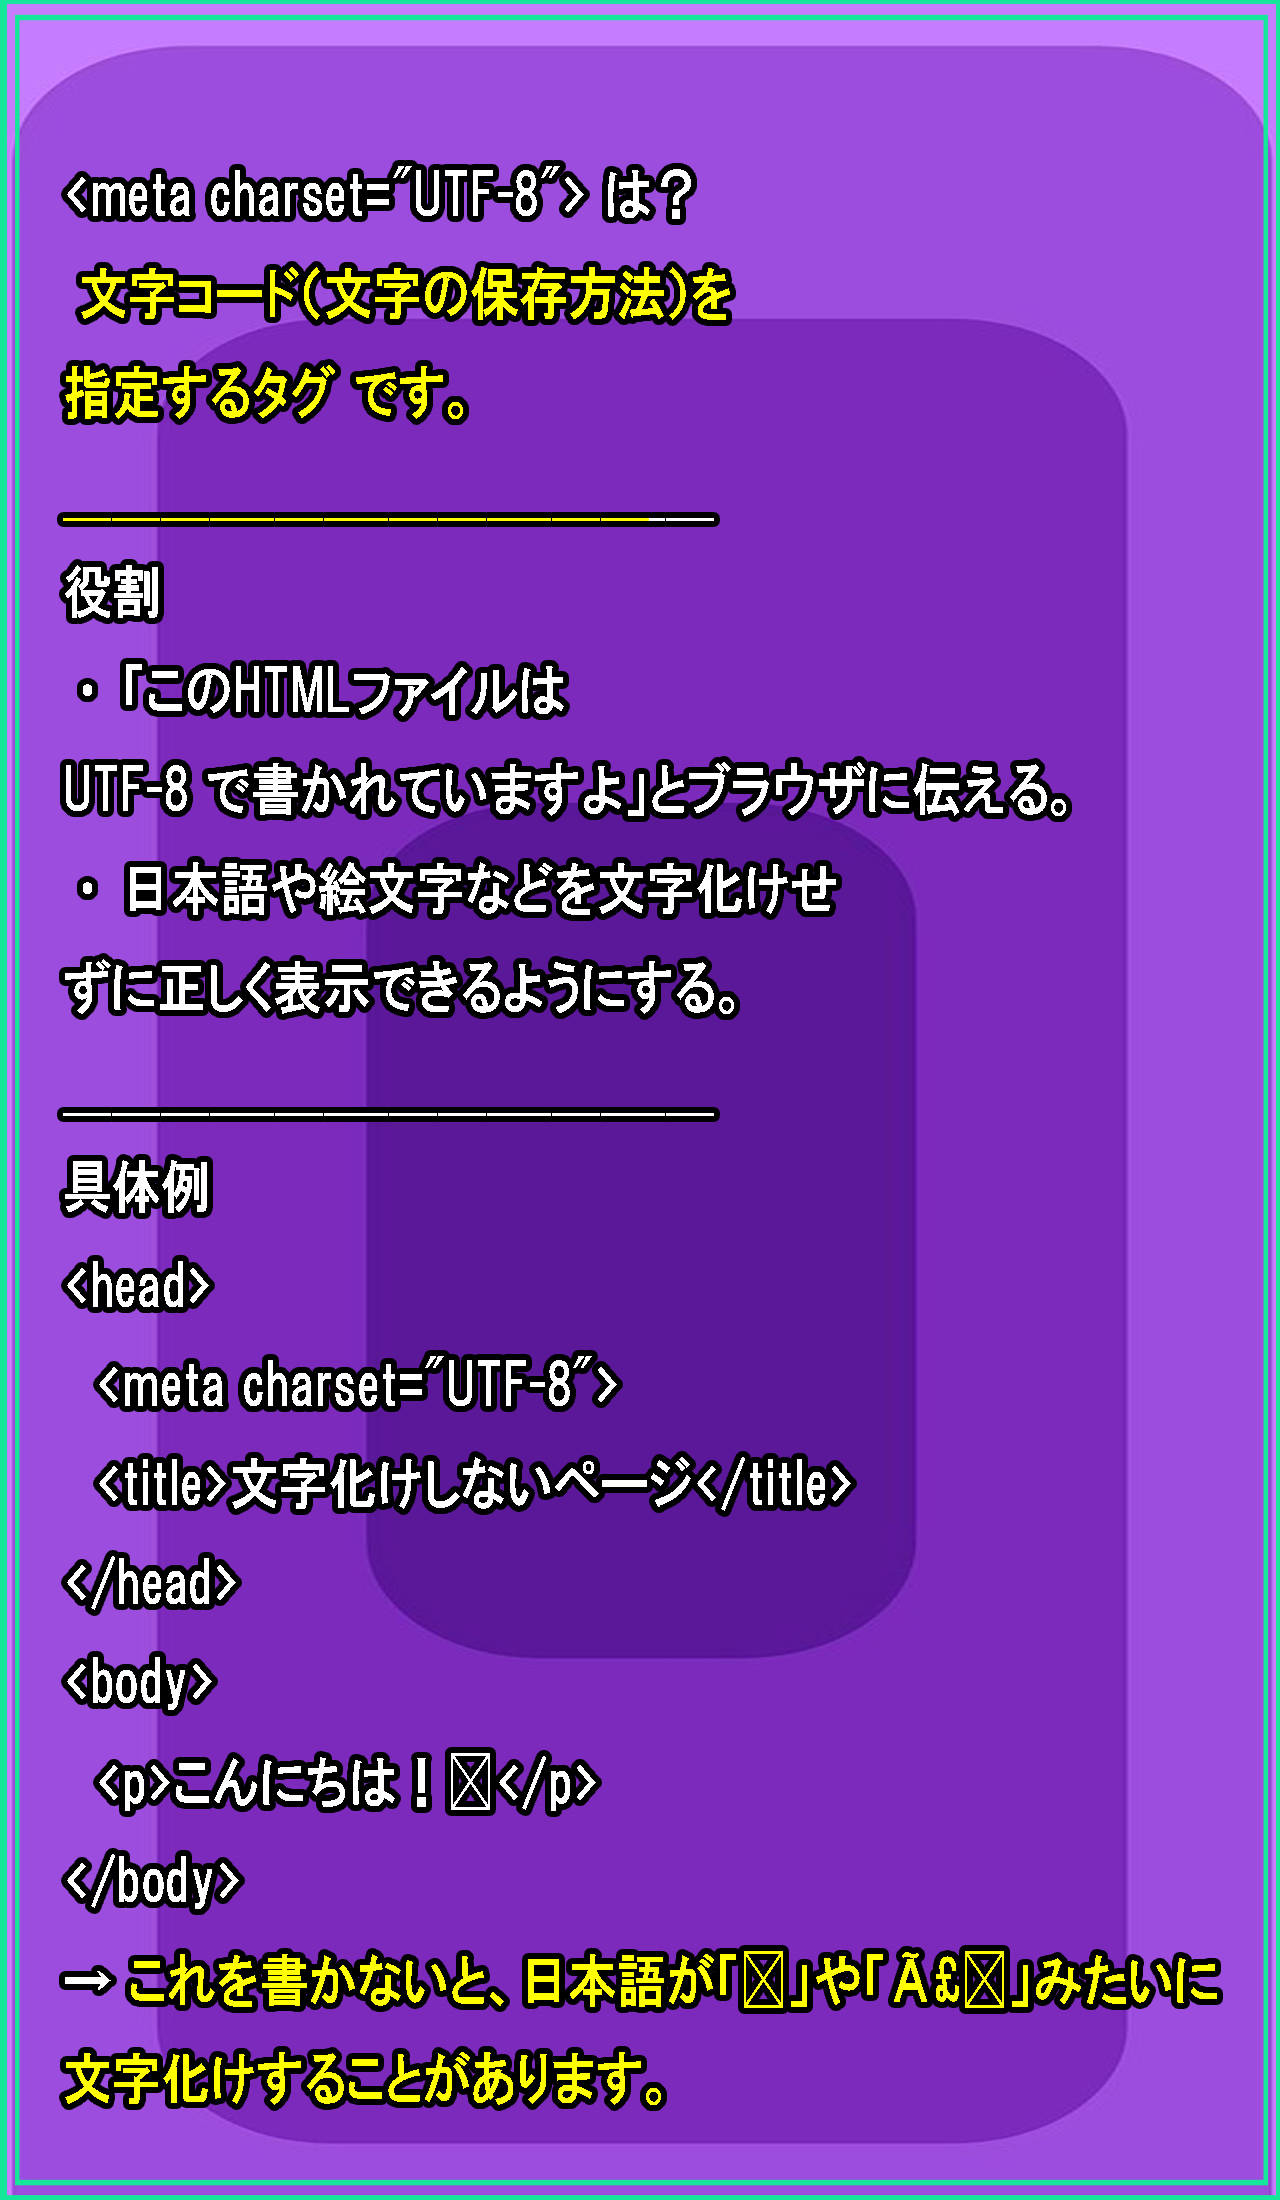 <meta charset="UTF-8"> は？
文字コード（文字の保存方法）を
指定するタグ です。
役割
・ 「このHTMLファイルは
UTF-8 で書かれていますよ」とブラウザに伝える。
・ 日本語や絵文字などを文字化けせ
ずに正しく表示できるようにする。
具体例
<head>
<meta charset="UTF-8">
<title>文字化けしないページ</title>
</head>
<body>
<p>こんにちは！</p>
</body>
→ これを書かないと、日本語が「」や「Ã£」みたいに
文字化けすることがあります。